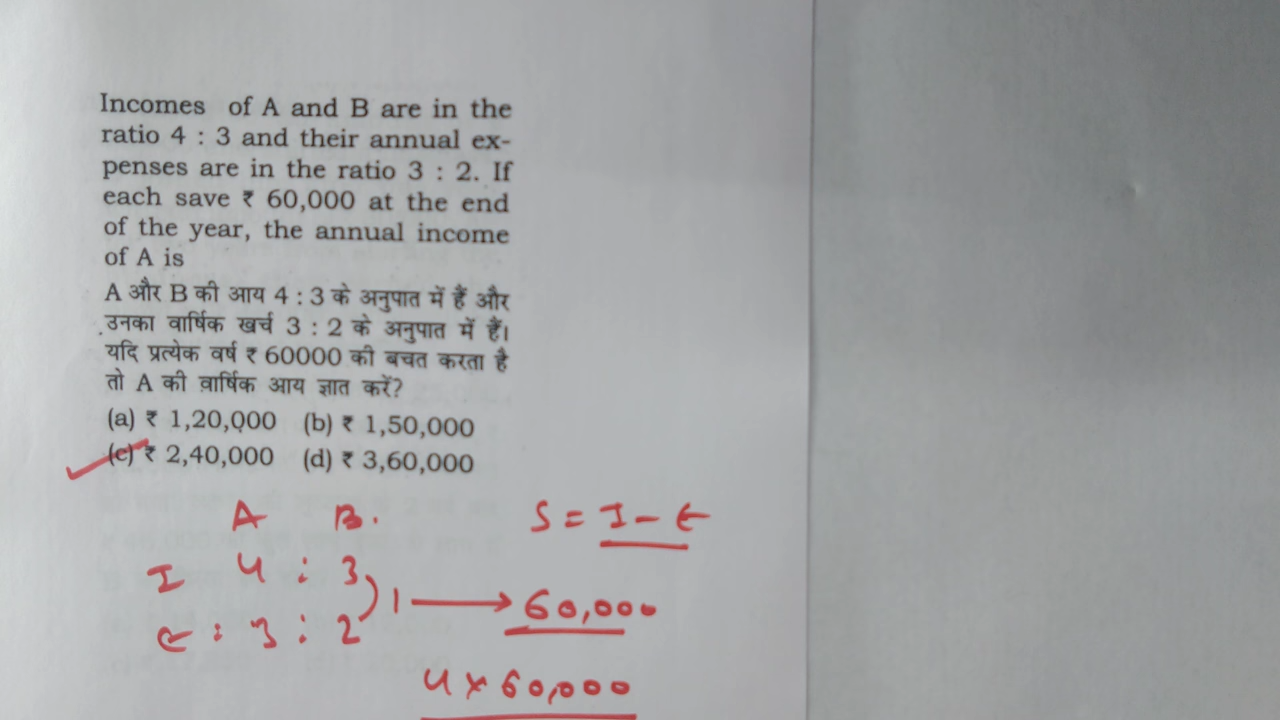 Incomes of A and B are in the
ratio 4 : 3 and their annual ex-
penses are in the ratio 3 : 2. If
each save ₹ 60,000 at the end
of the year, the annual income
of A is
A और B की आय 4 : 3 के अनुपात में हैं और
उनका वार्षिक खर्च 3 : 2 के अनुपात में हैं।
यदि प्रत्येक वर्ष ₹ 60000 की बचत करता है
तो A की वार्षिक आय ज्ञात करें?
(a) ₹ 1,20,000 (b) ₹ 1,50,000
(c) ₹ 2,40,000 (d) ₹ 3,60,000
A B. S = I - E
I 4 : 3
1 → 60,000
E : 3 : 2
4 × 60,000